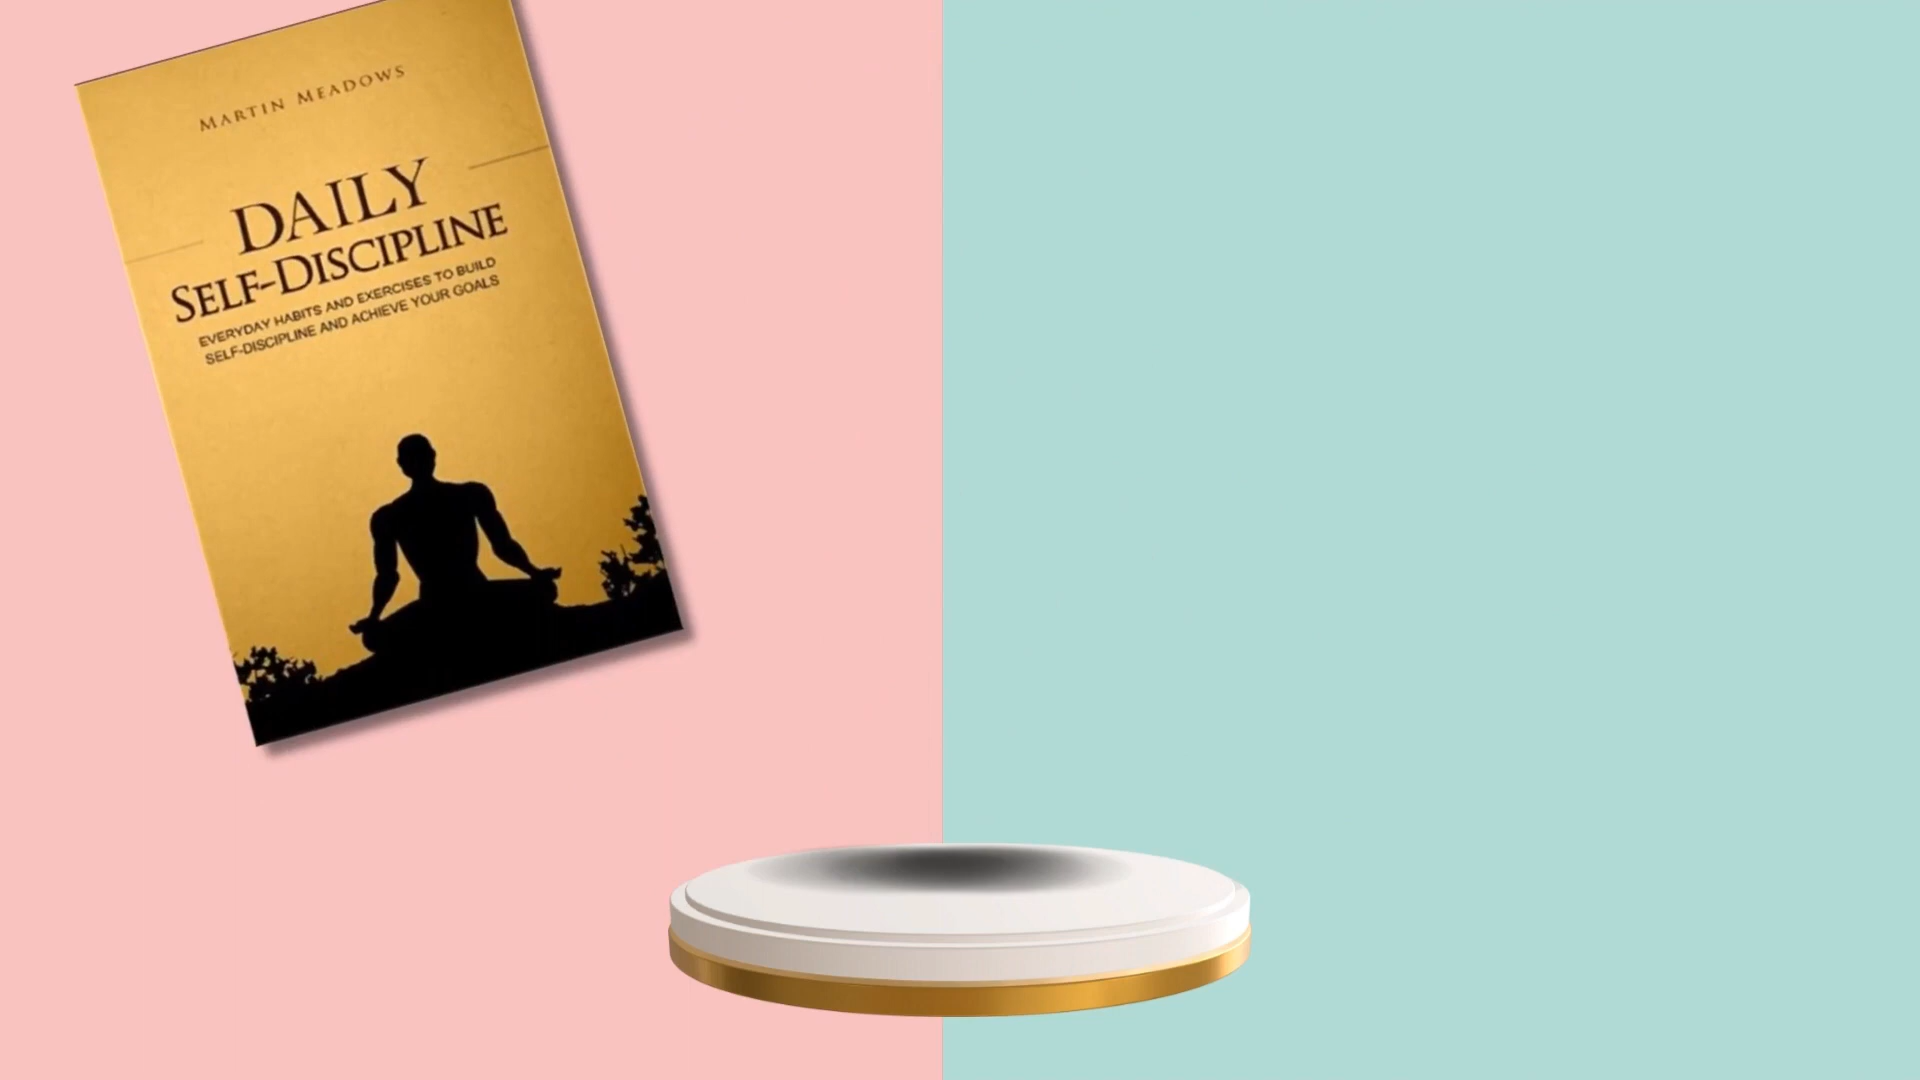 MARTIN MEADOWS
DAILY
SELF-DISCIPLINE
EVERYDAY HABITS AND EXERCISES TO BUILD
SELF-DISCIPLINE AND ACHIEVE YOUR GOALS